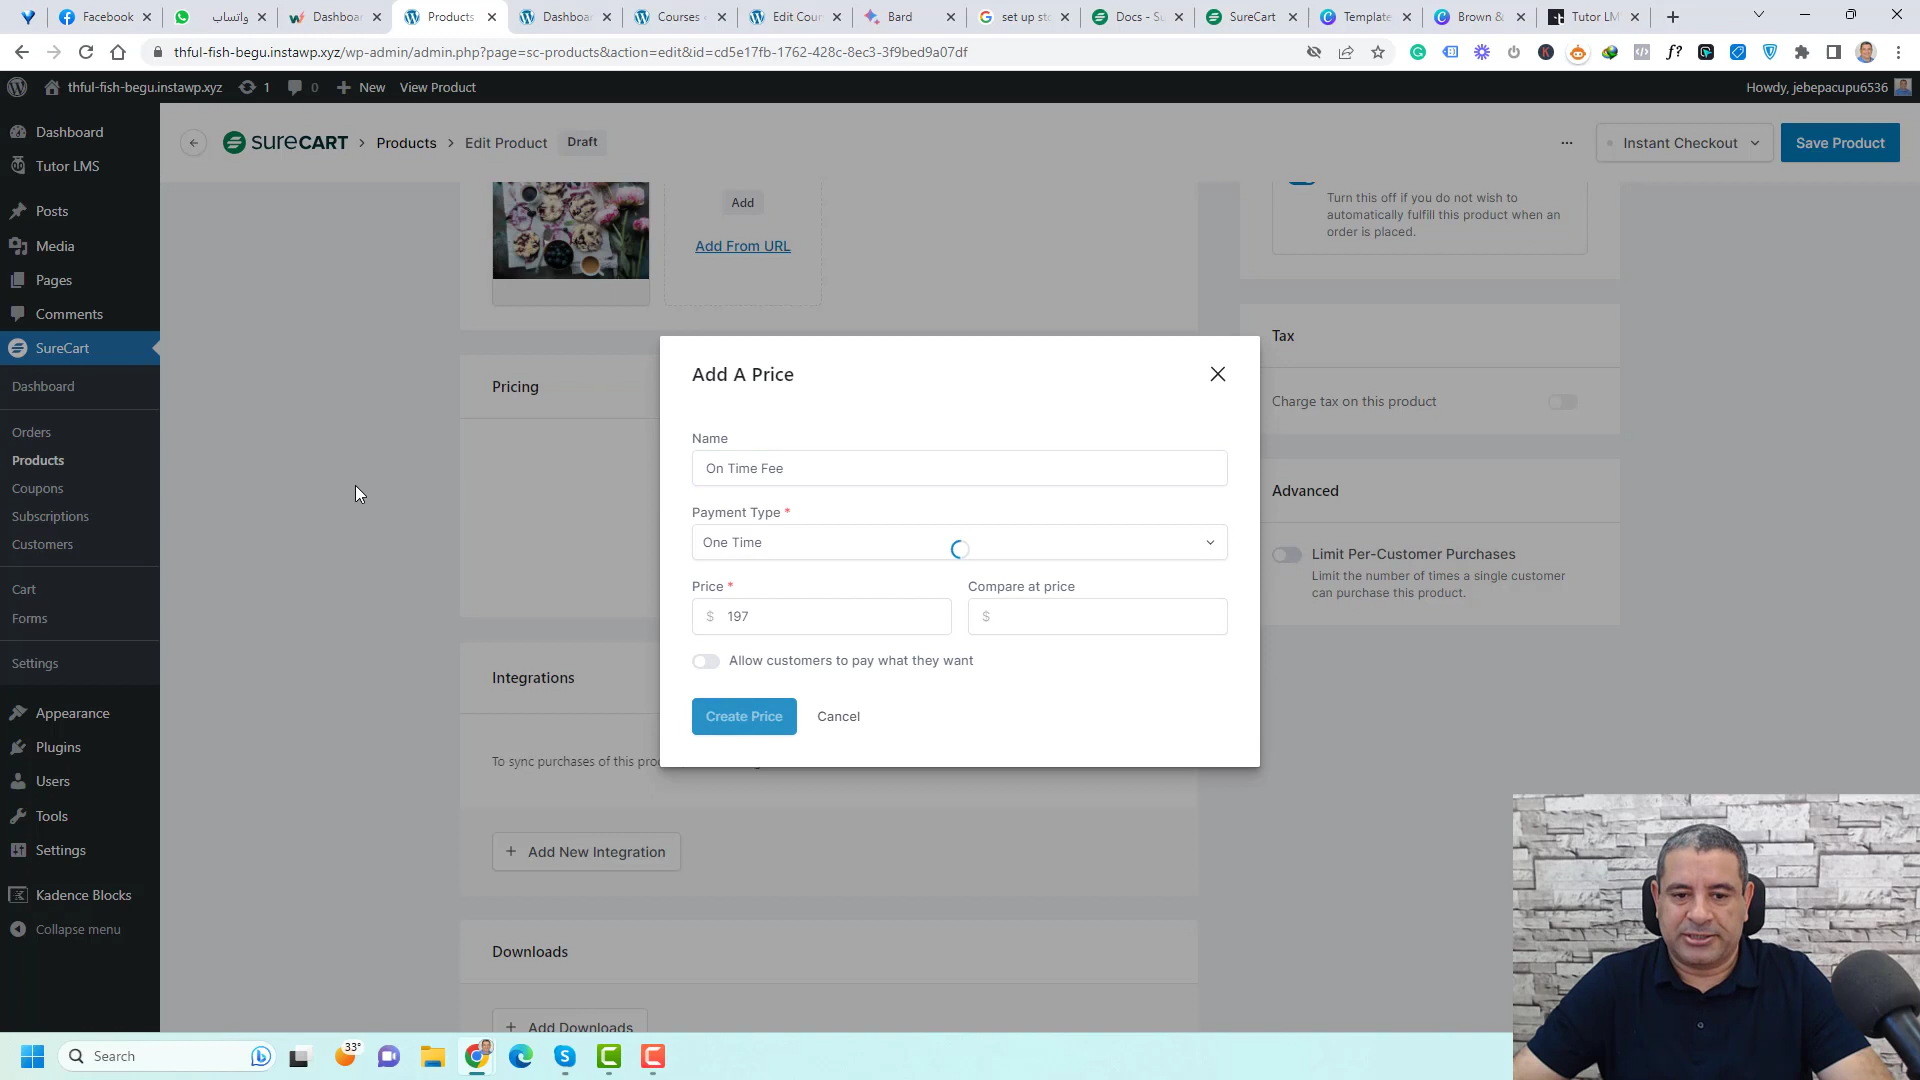 Facebook
واتساب
Dashboar
Products
Dashboar
Courses
Edit Cour
Bard
set up sto
Docs - Su
SureCart
Template
Brown &
Tutor LM
thful-fish-begu.instawp.xyz/wp-admin/admin.php?page=sc-products&action=edit&id=cd5e17fb-1762-428c-8ec3-3f9bed9a07df
thful-fish-begu.instawp.xyz
1
0
New
View Product
Howdy, jebepacupu6536
Dashboard
Tutor LMS
Posts
Media
Pages
Comments
SureCart
Dashboard
Orders
Products
Coupons
Subscriptions
Customers
Cart
Forms
Settings
Appearance
Plugins
Users
Tools
Settings
Kadence Blocks
Collapse menu
SURECART > Products > Edit Product Draft
... Instant Checkout Save Product
Add
Add From URL
Turn this off if you do not wish to
automatically fulfill this product when an
order is placed.
Pricing
Tax
Charge tax on this product
Advanced
Limit Per-Customer Purchases
Limit the number of times a single customer
can purchase this product.
Add A Price
Name
On Time Fee
Payment Type *
One Time
Price *
Compare at price
$ 197
$
Allow customers to pay what they want
Create Price
Cancel
Integrations
To sync purchases of this pro
+ Add New Integration
Downloads
+ Add Downloads
Search
33°